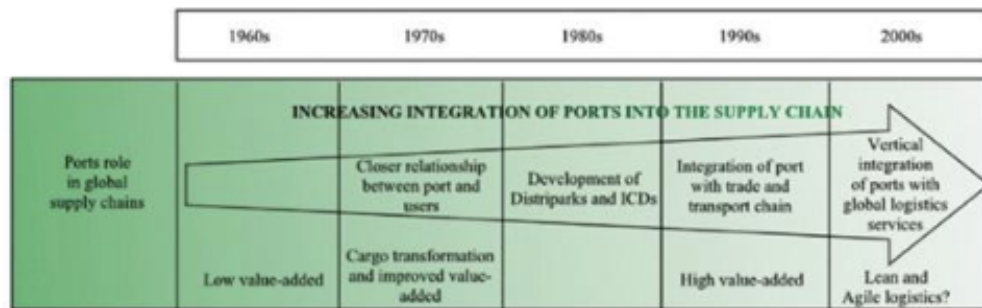 1960s 1970s 1980s 1990s 2000s
INCREASING INTEGRATION OF PORTS INTO THE SUPPLY CHAIN
Ports role
in global
supply chains
Closer relationship
between port and
users
Development of
Distriparks and ICDs
Integration of port
with trade and
transport chain
Vertical
integration
of ports with
global logistics
services
Low value-added
Cargo transformation
and improved value-
added
High value-added
Lean and
Agile logistics?